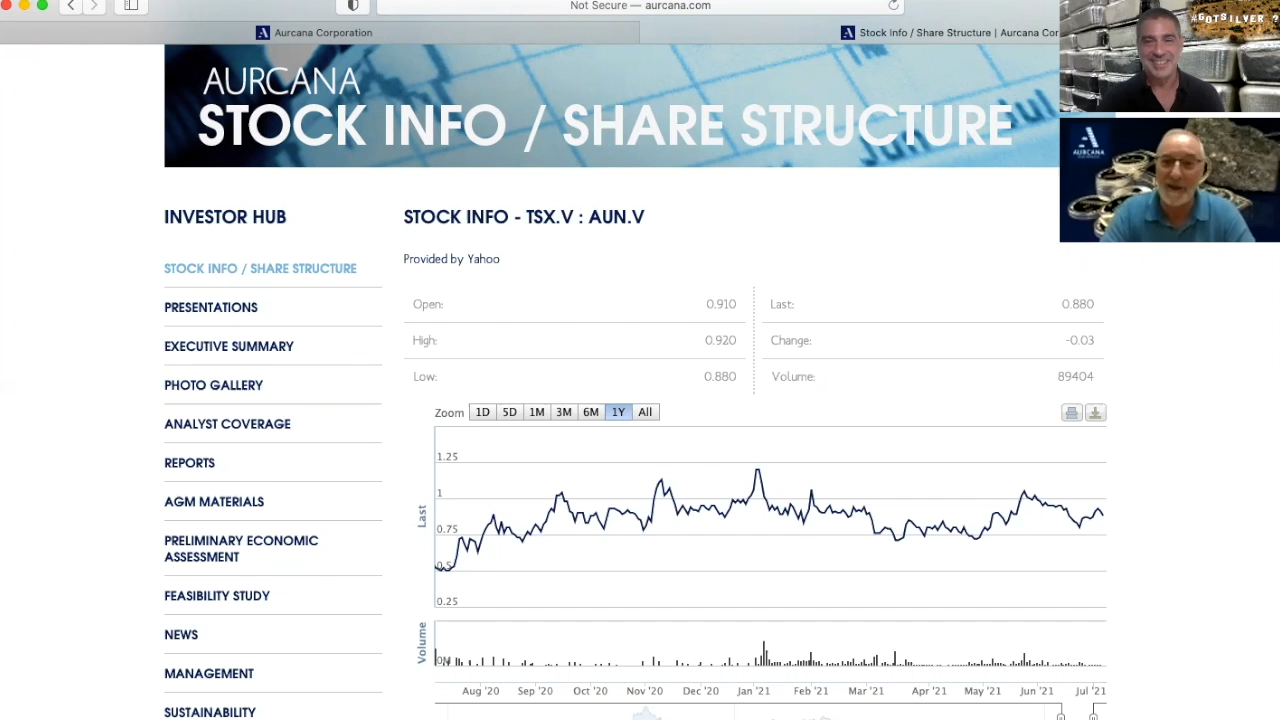 Not Secure — aurcana.com
Aurcana Corporation
Stock Info / Share Structure | Aurcana Cor
#GOTSILVER ?
AURCANA
AURCANA
STOCK INFO / SHARE STRUCTURE
INVESTOR HUB
STOCK INFO / SHARE STRUCTURE
PRESENTATIONS
EXECUTIVE SUMMARY
PHOTO GALLERY
ANALYST COVERAGE
REPORTS
AGM MATERIALS
PRELIMINARY ECONOMIC
ASSESSMENT
FEASIBILITY STUDY
NEWS
MANAGEMENT
SUSTAINABILITY
STOCK INFO - TSX.V : AUN.V
Provided by Yahoo
Open: 0.910 Last: 0.880
High: 0.920 Change: -0.03
Low: 0.880 Volume: 89404
Zoom 1D 5D 1M 3M 6M 1Y All
1.25
1
0.75
0.5
0.25
Last
Volume
0M
Aug '20 Sep '20 Oct '20 Nov '20 Dec '20 Jan '21 Feb '21 Mar '21 Apr '21 May '21 Jun '21 Jul '21